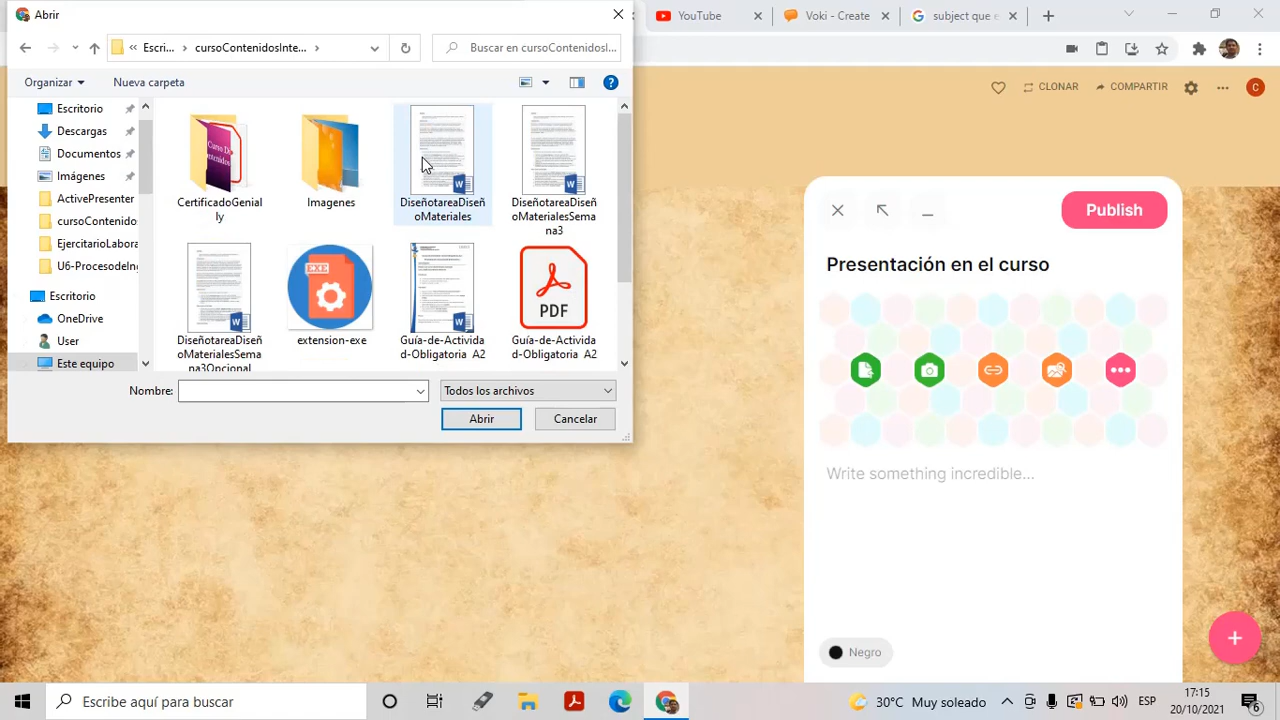 Abrir
YouTube
Voki - Create
subject que e
Escri...
cursoContenidosInte...
Buscar en cursoContenidosI...
Organizar
Nueva carpeta
CLONAR
COMPARTIR
C
Escritorio
Descargas
Documentos
Imágenes
ActivePresenter
cursoContenido
EjercitarioLabora
U6-ProcesodeIn
Escritorio
OneDrive
User
Este equipo
CertificadoGenial
ly
Imagenes
DiseñotareaDiseñ
oMateriales
DiseñotareaDiseñ
oMaterialesSema
na3
DiseñotareaDiseñ
oMaterialesSema
na3Opcional
EXE
extension-exe
Guía-de-Activida
d-Obligatoria A2
PDF
Guía-de-Activida
d-Obligatoria A2
Nombre:
Todos los archivos
Abrir
Cancelar
Publish
Presentación en el curso
Write something incredible...
Negro
Escribe aquí para buscar
30°C Muy soleado
ESP
17:15
20/10/2021
6